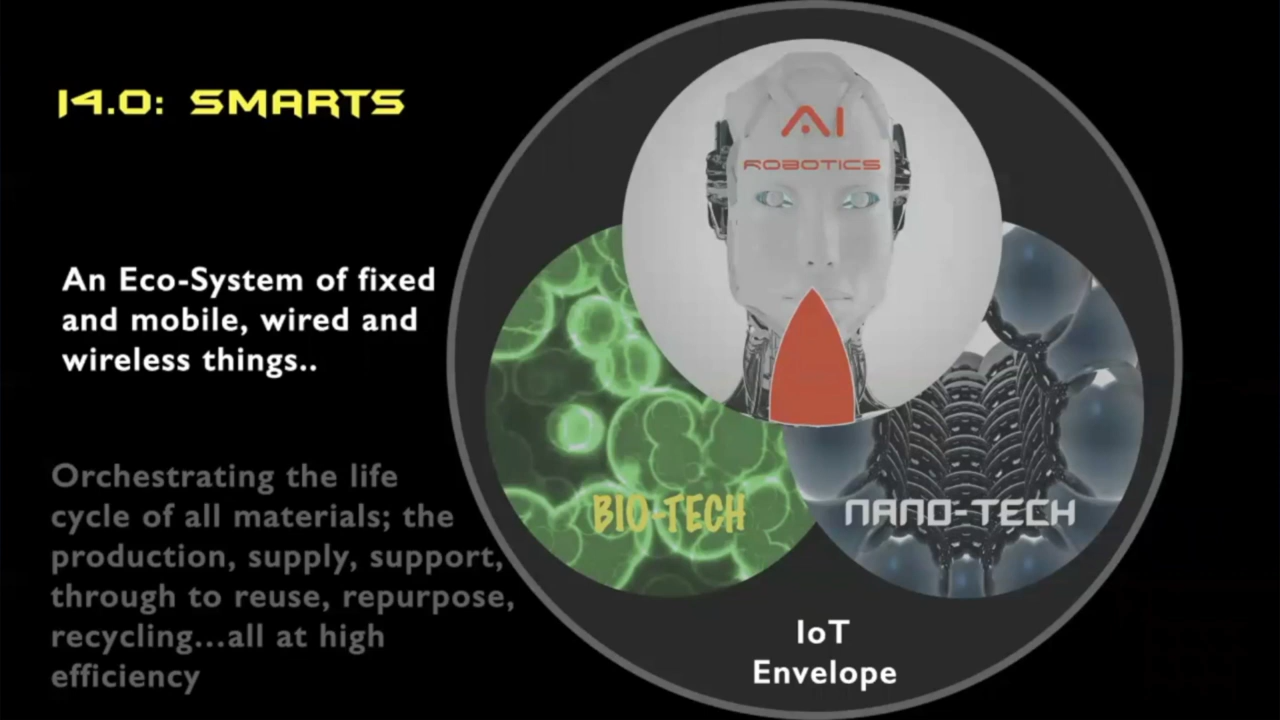 I4.0: SMARTS
An Eco-System of fixed
and mobile, wired and
wireless things..
Orchestrating the life
cycle of all materials; the
production, supply, support,
through to reuse, repurpose,
recycling...all at high
efficiency
AI
ROBOTICS
BIO-TECH
NANO-TECH
IoT
Envelope